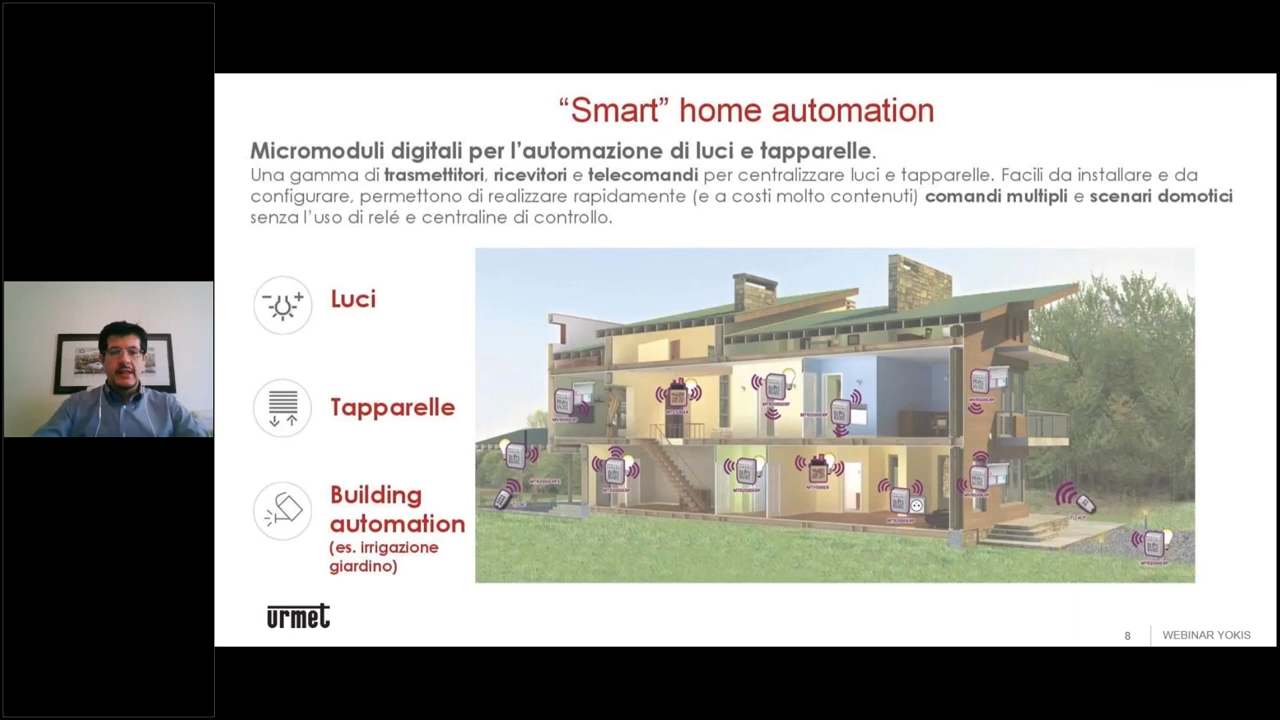 “Smart” home automation
Micromoduli digitali per l’automazione di luci e tapparelle.
Una gamma di trasmettitori, ricevitori e telecomandi per centralizzare luci e tapparelle. Facili da installare e da
configurare, permettono di realizzare rapidamente (e a costi molto contenuti) comandi multipli e scenari domotici
senza l’uso di relé e centraline di controllo.
Luci
Tapparelle
Building
automation
(es. irrigazione
giardino)
urmet
8
WEBINAR YOKIS